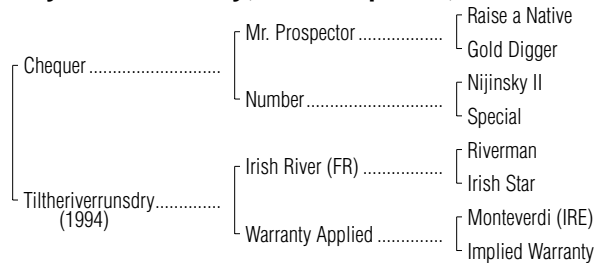 Raise a Native
Mr. Prospector ..................
Gold Digger
Chequer ............................
Nijinsky II
Number .............................
Special
Riverman
Irish River (FR) .................
Irish Star
Tiltheriverrunsdry..............
(1994)
Monteverdi (IRE)
Warranty Applied ..............
Implied Warranty